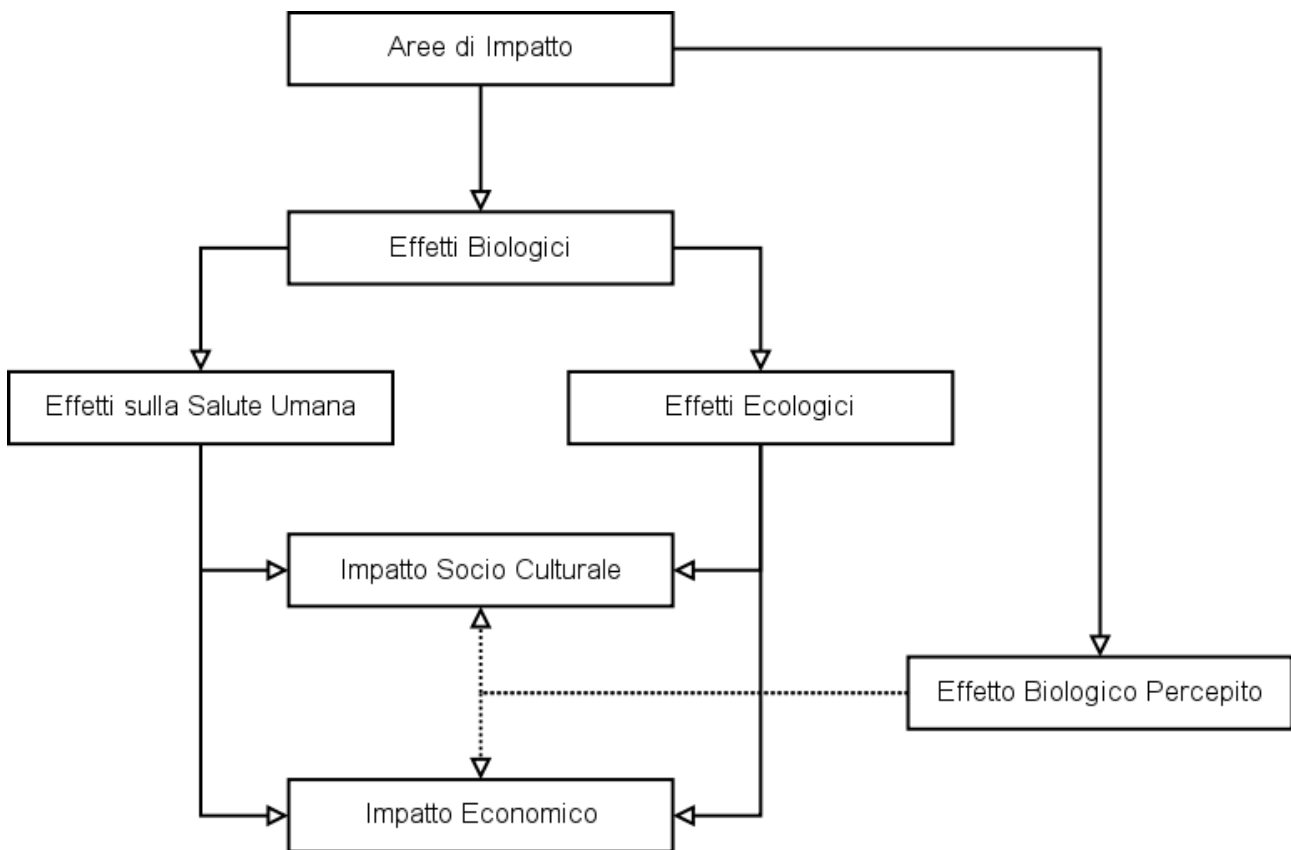 Aree di Impatto
Effetti Biologici
Effetti sulla Salute Umana
Effetti Ecologici
Impatto Socio Culturale
Effetto Biologico Percepito
Impatto Economico